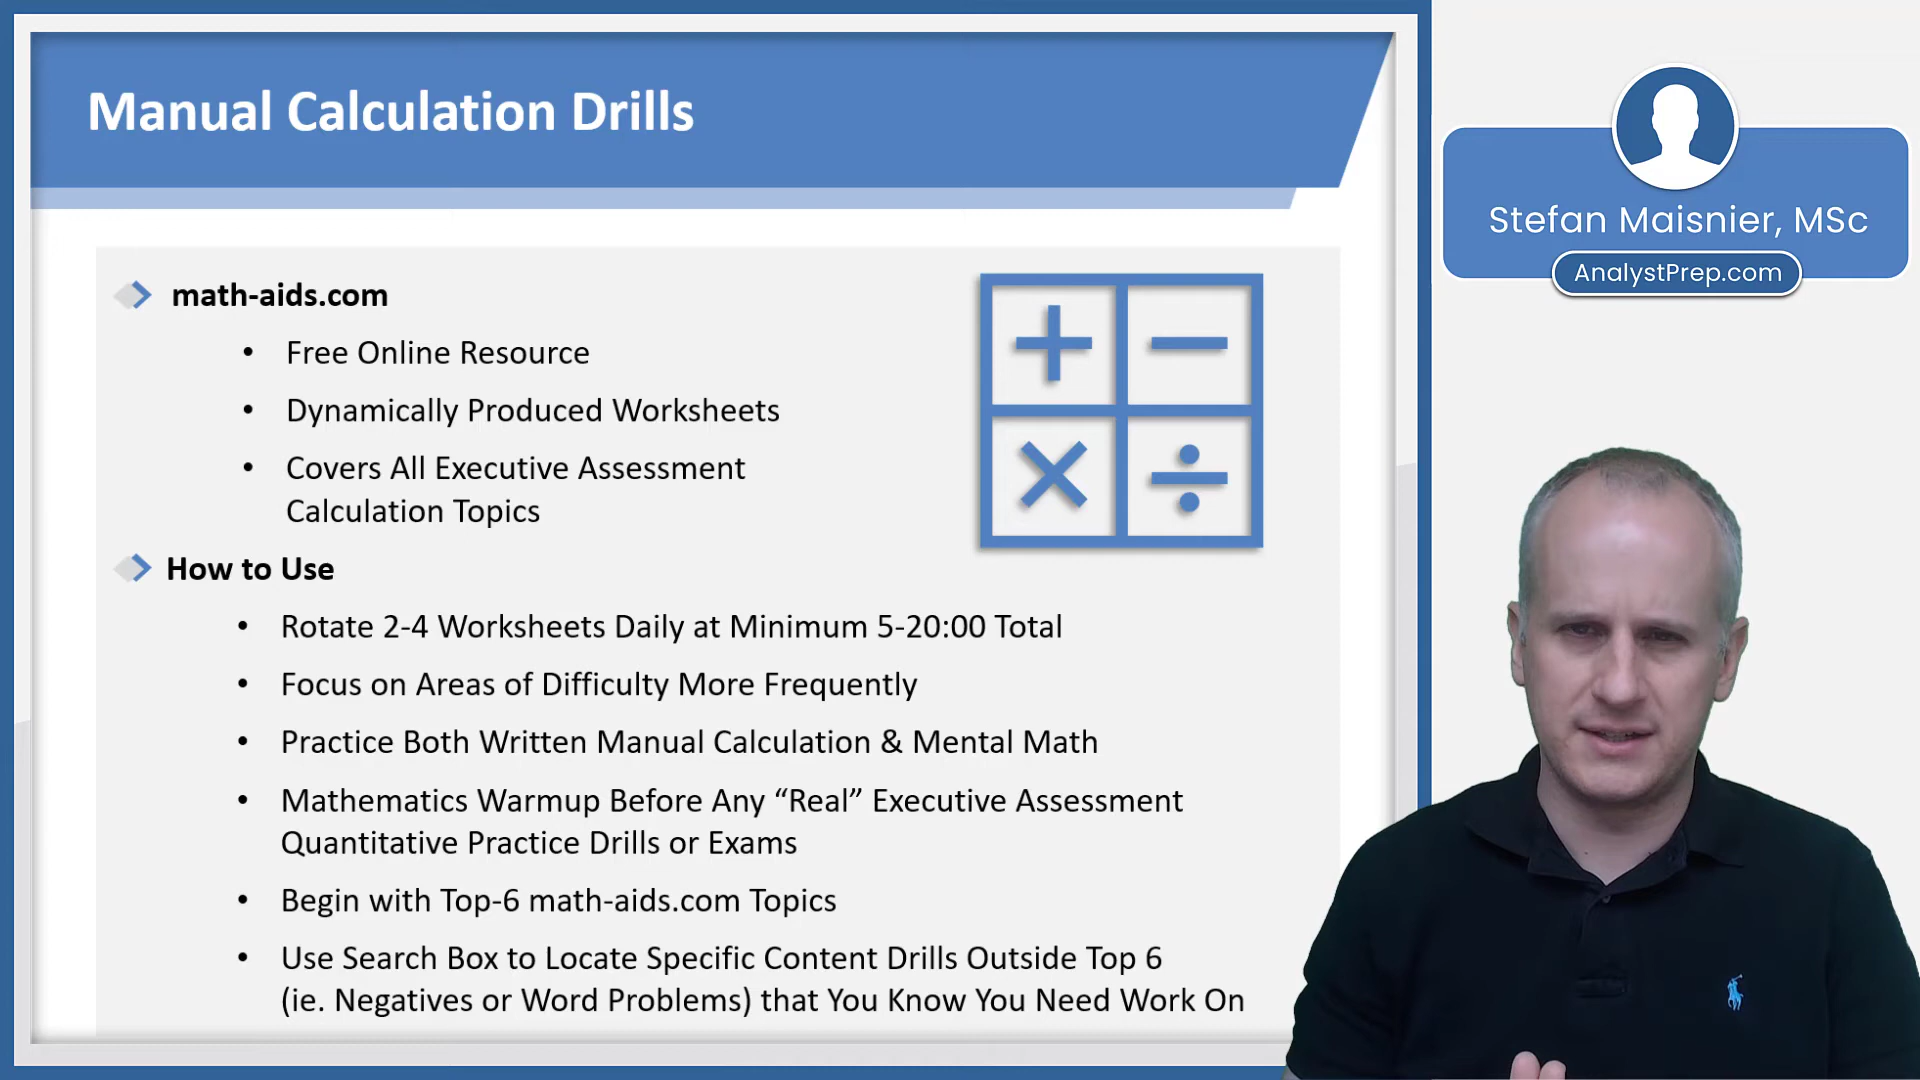 Manual Calculation Drills
math-aids.com
• Free Online Resource
• Dynamically Produced Worksheets
• Covers All Executive Assessment
Calculation Topics
How to Use
• Rotate 2-4 Worksheets Daily at Minimum 5-20:00 Total
• Focus on Areas of Difficulty More Frequently
• Practice Both Written Manual Calculation & Mental Math
• Mathematics Warmup Before Any “Real” Executive Assessment
Quantitative Practice Drills or Exams
• Begin with Top-6 math-aids.com Topics
• Use Search Box to Locate Specific Content Drills Outside Top 6
(ie. Negatives or Word Problems) that You Know You Need Work On
+ −
× ÷
Stefan Maisnier, MSc
AnalystPrep.com